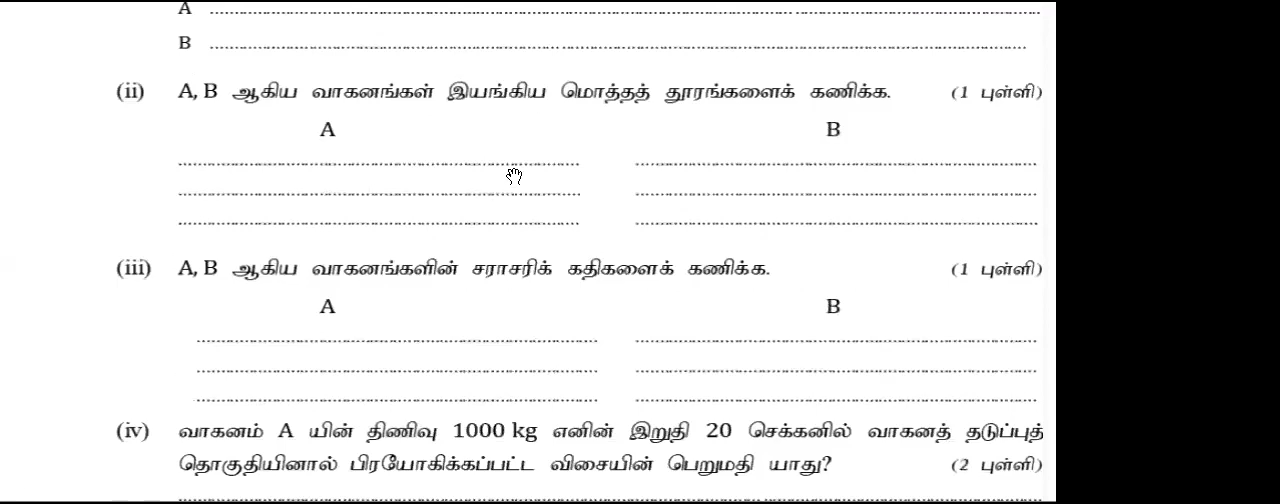 A ........................................
B ........................................
(ii) A, B ஆகிய வாகனங்கள் இயங்கிய மொத்தத் தூரங்களைக் கணிக்க. (1 புள்ளி)
A B
(iii) A, B ஆகிய வாகனங்களின் சராசரிக் கதிகளைக் கணிக்க. (1 புள்ளி)
A B
(iv) வாகனம் A யின் திணிவு 1000 kg எனின் இறுதி 20 செக்கனில் வாகனத் தடுப்புத்
தொகுதியினால் பிரயோகிக்கப்பட்ட விசையின் பெறுமதி யாது? (2 புள்ளி)